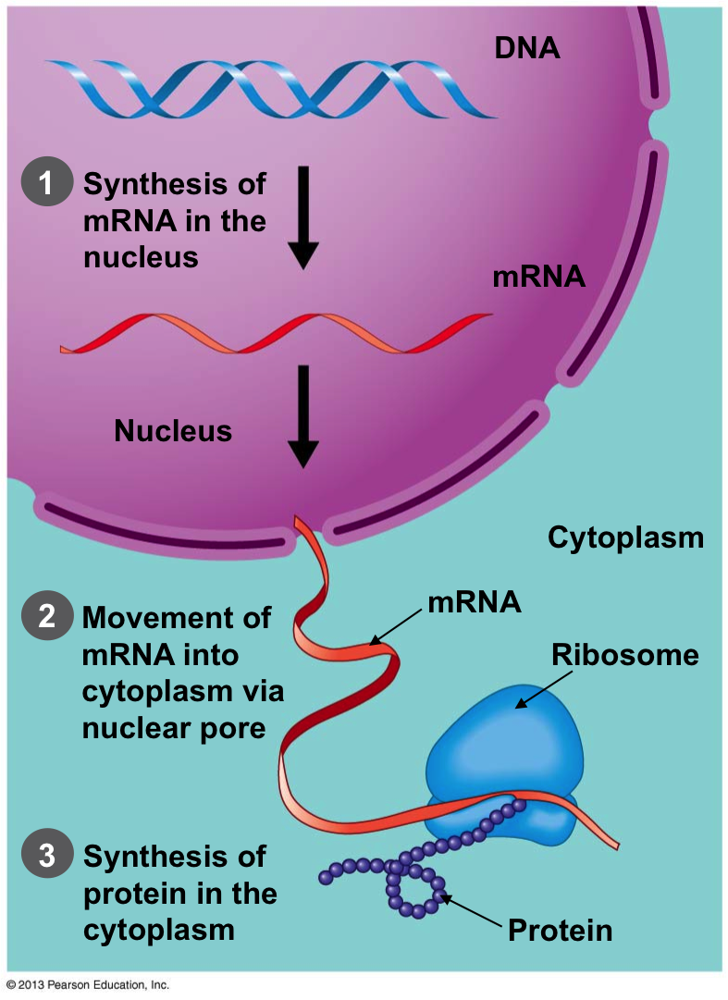 DNA
1
Synthesis of
mRNA in the
nucleus
mRNA
Nucleus
Cytoplasm
2
Movement of
mRNA into
cytoplasm via
nuclear pore
mRNA
Ribosome
3
Synthesis of
protein in the
cytoplasm
Protein
© 2013 Pearson Education, Inc.